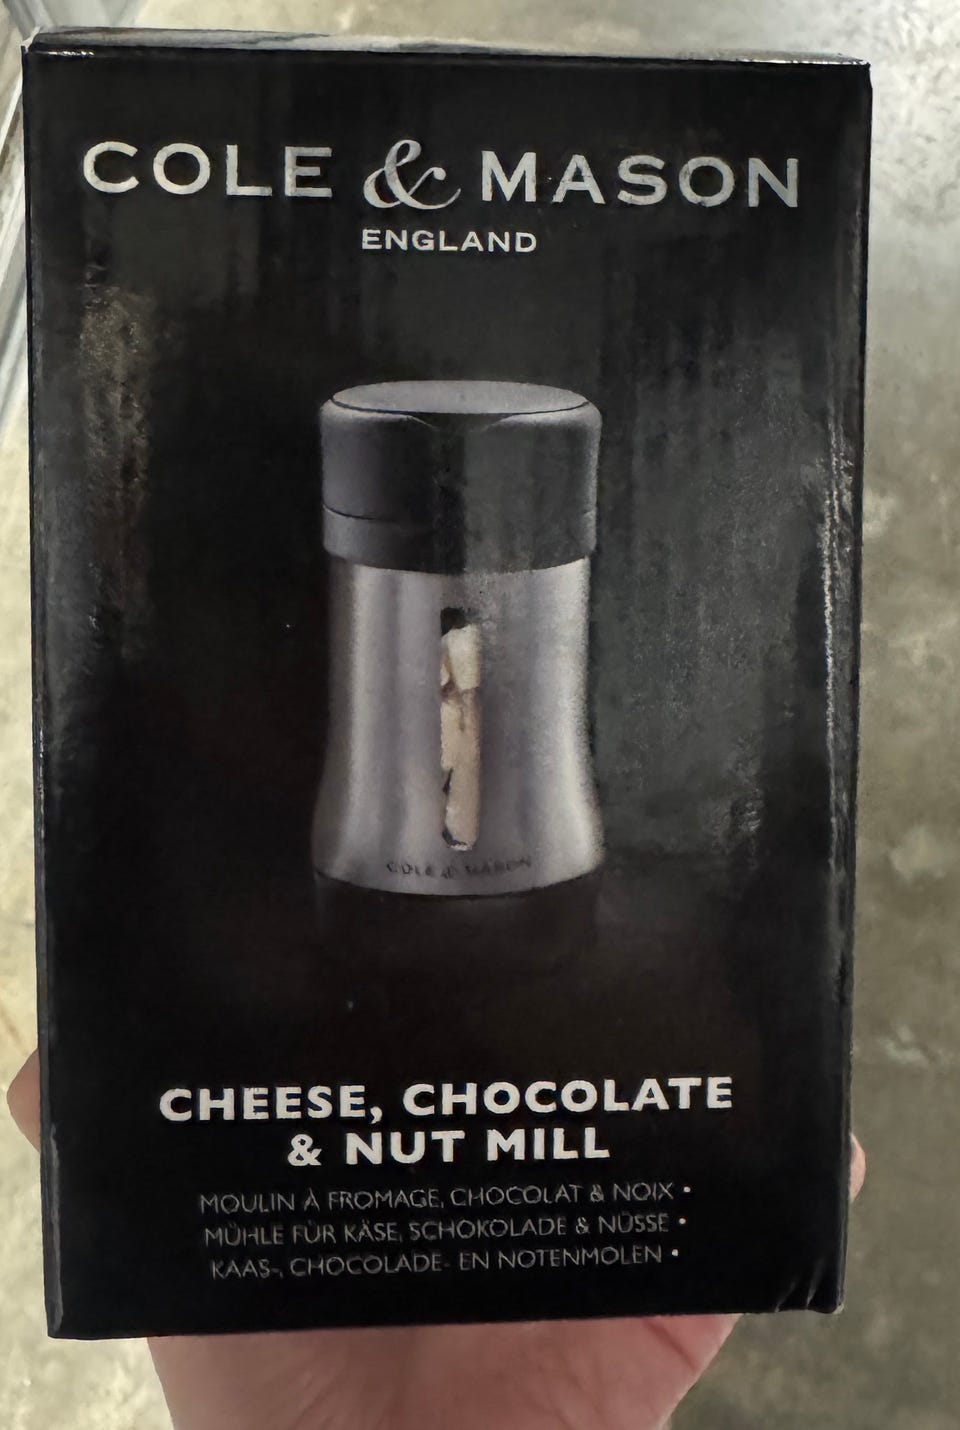 COLE & MASON
ENGLAND
COLE & MASON
CHEESE, CHOCOLATE
& NUT MILL
MOULIN À FROMAGE, CHOCOLAT & NOIX •
MÜHLE FÜR KÄSE, SCHOKOLADE & NÜSSE •
KAAS-, CHOCOLADE- EN NOTENMOLEN •